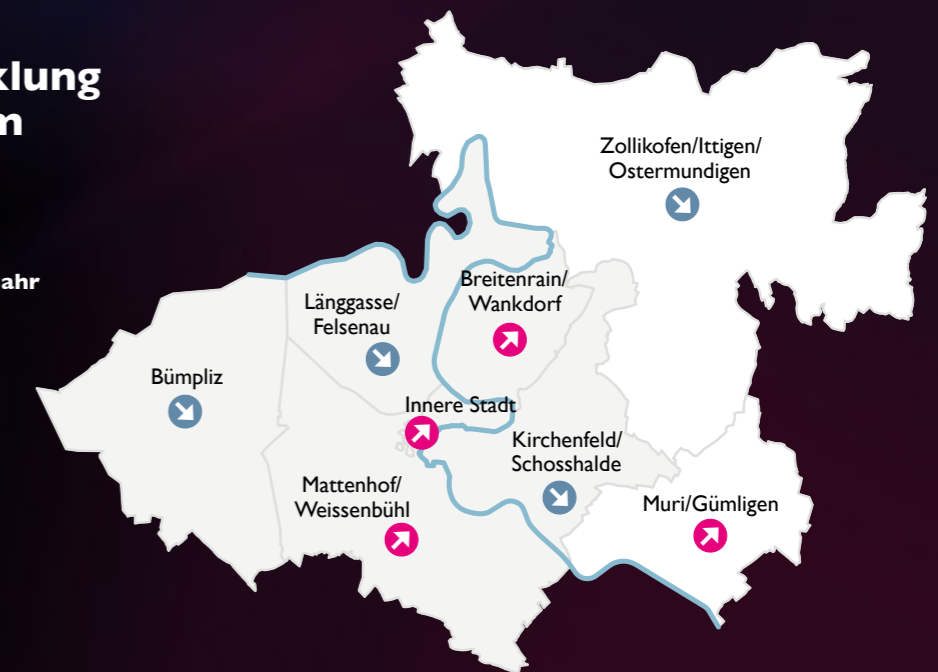 klung
m
ahr
Zollikofen/Ittigen/
Ostermundigen
Breitenrain/
Wankdorf
Länggasse/
Felsenau
Bümpliz
Innere Stadt
Kirchenfeld/
Schosshalde
Mattenhof/
Weissenbühl
Muri/Gümligen